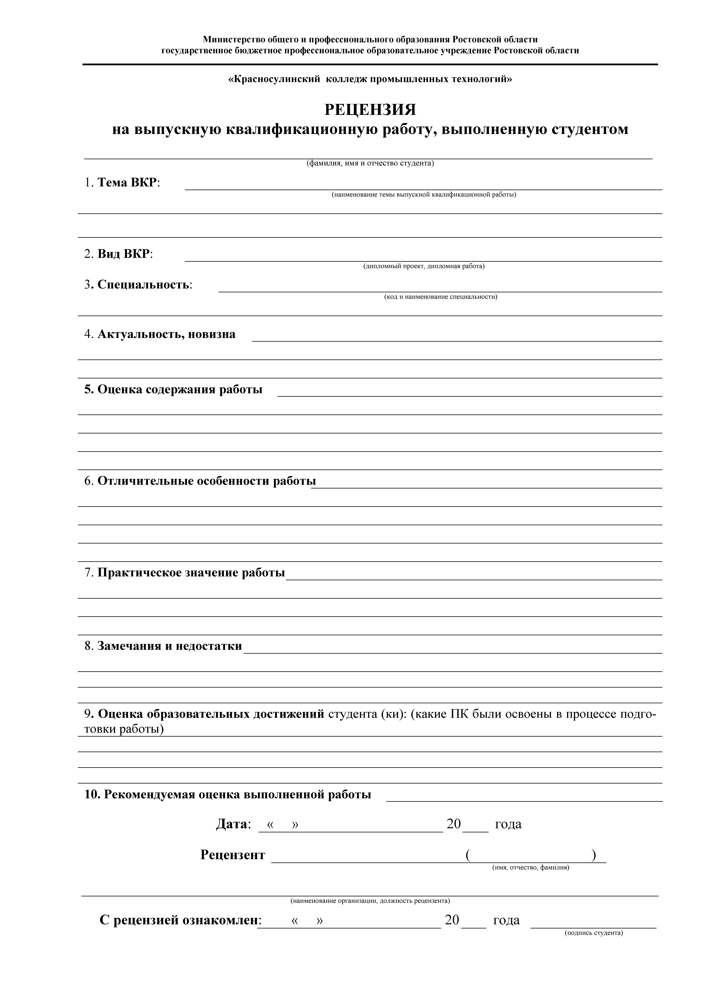 Министерство общего и профессионального образования Ростовской области
государственное бюджетное профессиональное образовательное учреждение Ростовской области
«Красносулинский  колледж промышленных технологий»
РЕЦЕНЗИЯ
на выпускную квалификационную работу, выполненную студентом
(фамилия, имя и отчество студента)
1. Тема ВКР:
(наименование темы выпускной квалификационной работы)
2. Вид ВКР:
(дипломный проект, дипломная работа)
3. Специальность:
(код и наименование специальности)
4. Актуальность, новизна
5. Оценка содержания работы
6. Отличительные особенности работы
7. Практическое значение работы
8. Замечания и недостатки
9. Оценка образовательных достижений студента (ки): (какие ПК были освоены в процессе подго-
товки работы)
10. Рекомендуемая оценка выполненной работы
Дата: « » 20 года
Рецензент ( )
(имя, отчество, фамилия)
(наименование организации, должность рецензента)
С рецензией ознакомлен: « » 20 года
(подпись студента)